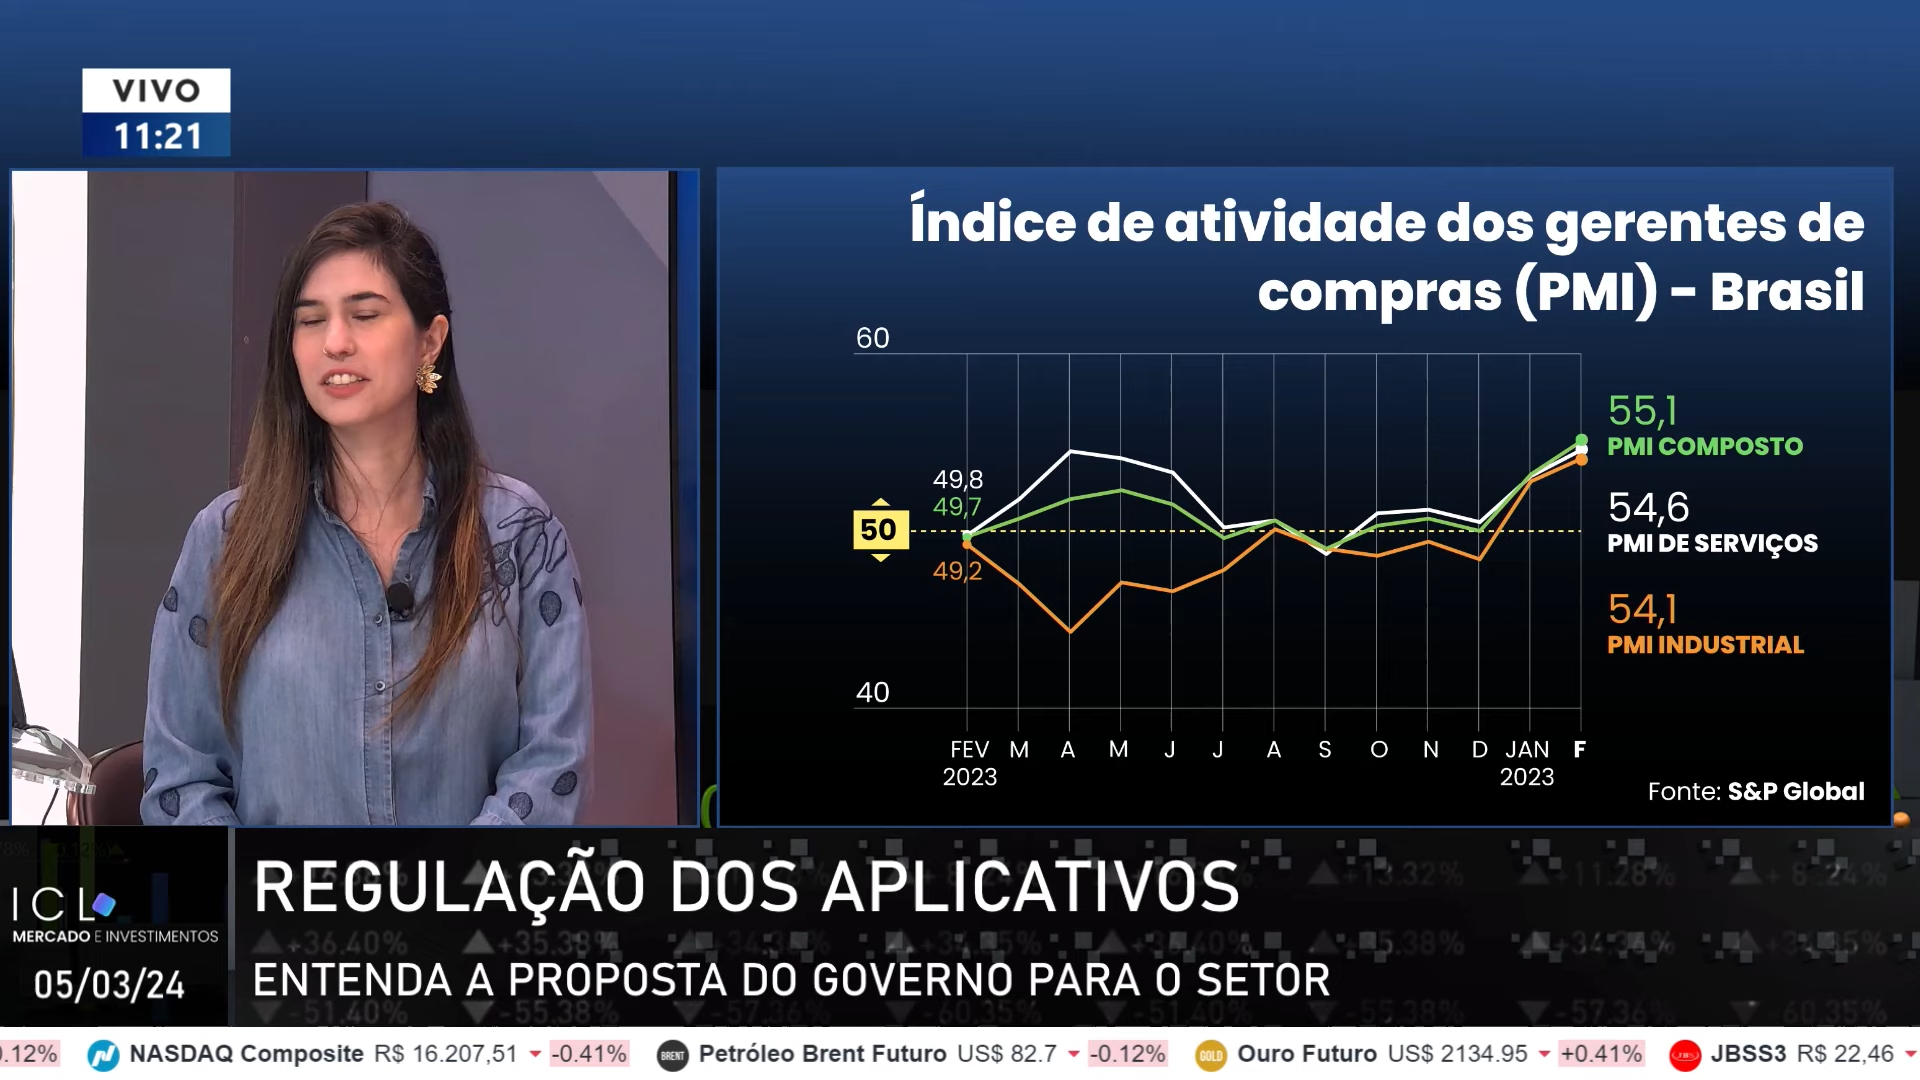 VIVO
11:21
Índice de atividade dos gerentes de
compras (PMI) - Brasil
60
49,8
49,7
50
49,2
40
FEV M A M J J A S O N D JAN F
2023 2023
55,1
PMI COMPOSTO
54,6
PMI DE SERVIÇOS
54,1
PMI INDUSTRIAL
Fonte: S&P Global
ICL
MERCADO E INVESTIMENTOS
05/03/24
REGULAÇÃO DOS APLICATIVOS
ENTENDA A PROPOSTA DO GOVERNO PARA O SETOR
0.12% NASDAQ Composite R$ 16.207,51 -0.41% BRENT Petróleo Brent Futuro US$ 82.7 -0.12% GOLD Ouro Futuro US$ 2134.95 +0.41% JBS JBSS3 R$ 22,46